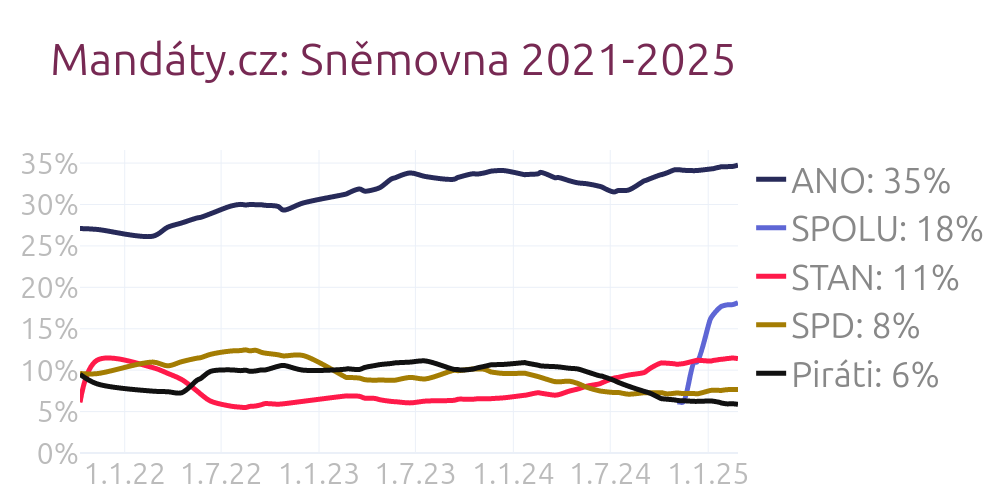 Mandáty.cz: Sněmovna 2021-2025
35%
30%
25%
20%
15%
10%
5%
0%
1.1.22 1.7.22 1.1.23 1.7.23 1.1.24 1.7.24 1.1.25
ANO: 35%
SPOLU: 18%
STAN: 11%
SPD: 8%
Piráti: 6%